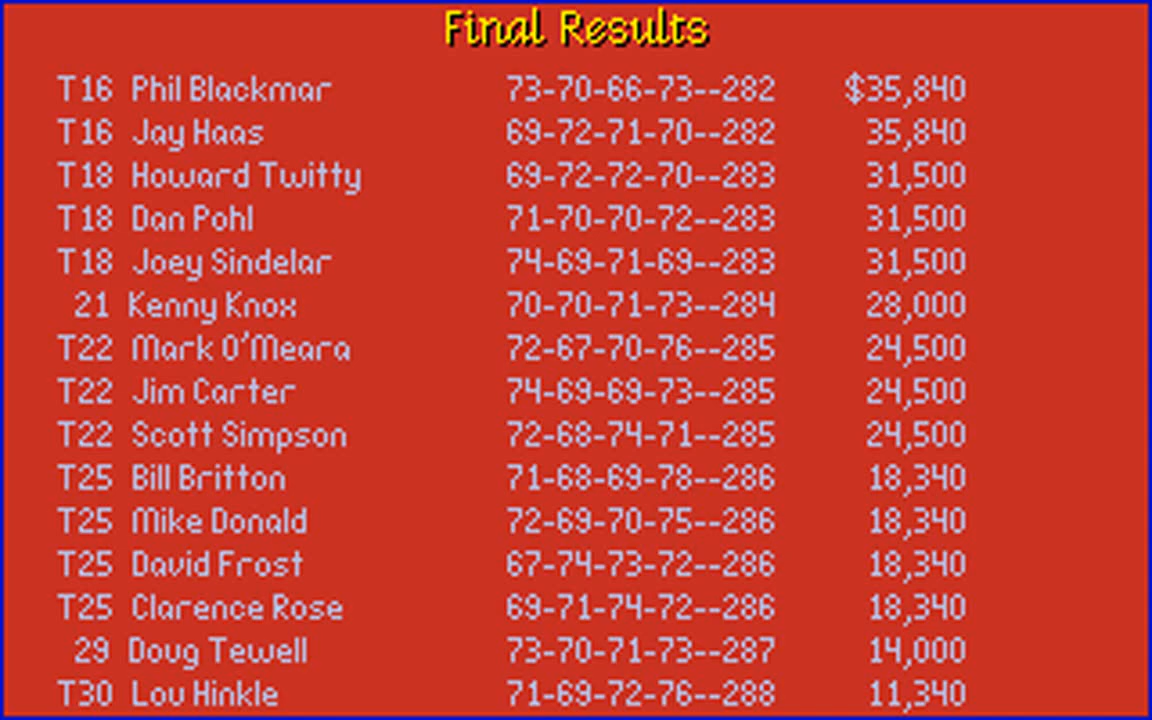 Final Results
T16 Phil Blackmar 73-70-66-73--282 $35,840
T16 Jay Haas 69-72-71-70--282 35,840
T18 Howard Twitty 69-72-72-70--283 31,500
T18 Dan Pohl 71-70-70-72--283 31,500
T18 Joey Sindelar 74-69-71-69--283 31,500
21 Kenny Knox 70-70-71-73--284 28,000
T22 Mark O'Meara 72-67-70-76--285 24,500
T22 Jim Carter 74-69-69-73--285 24,500
T22 Scott Simpson 72-68-74-71--285 24,500
T25 Bill Britton 71-68-69-78--286 18,340
T25 Mike Donald 72-69-70-75--286 18,340
T25 David Frost 67-74-73-72--286 18,340
T25 Clarence Rose 69-71-74-72--286 18,340
29 Doug Tewell 73-70-71-73--287 14,000
T30 Lou Hinkle 71-69-72-76--288 11,340